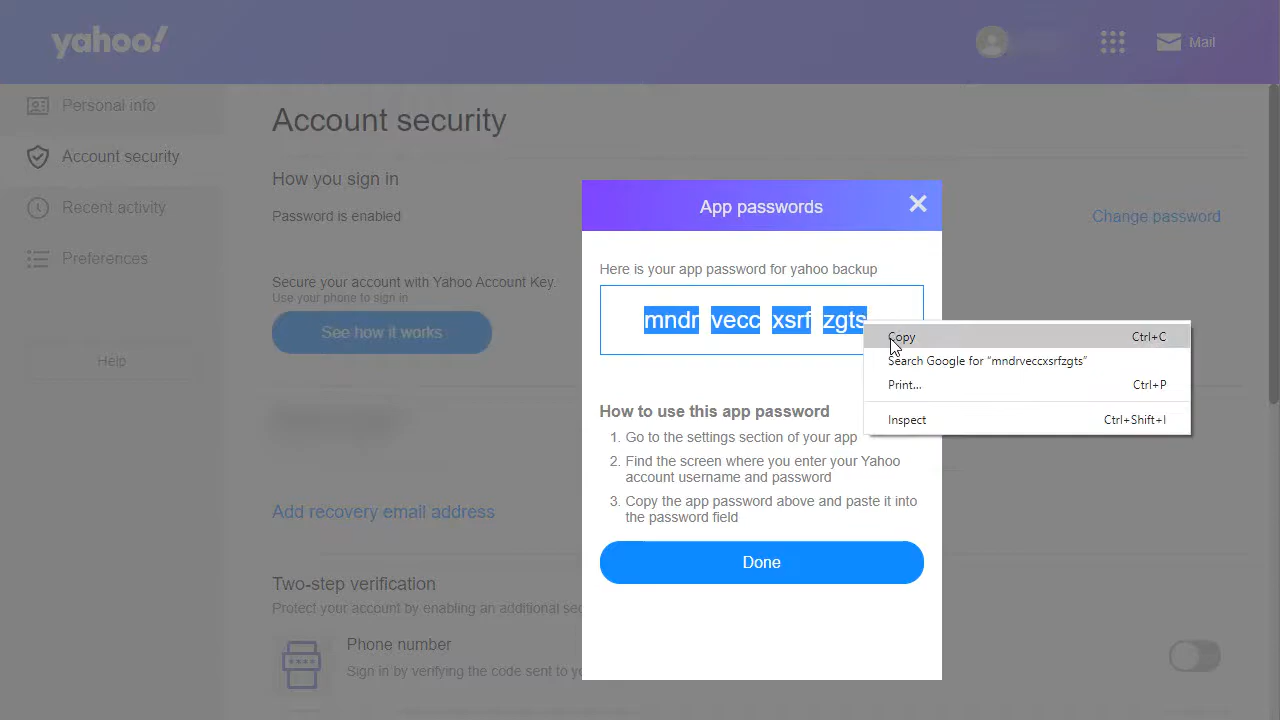 yahoo!
Mail
Personal info
Account security
Recent activity
Preferences
Help
Account security
How you sign in
Password is enabled
Change password
Secure your account with Yahoo Account Key.
Use your phone to sign in
See how it works
Add recovery email address
Two-step verification
Protect your account by enabling an additional sec
Phone number
Sign in by verifying the code sent to yo
App passwords
Here is your app password for yahoo backup
mndr vecc xsrf zgts
How to use this app password
1. Go to the settings section of your app
2. Find the screen where you enter your Yahoo
account username and password
3. Copy the app password above and paste it into
the password field
Done
Copy Ctrl+C
Search Google for “mndrveccxsrfzgts”
Print... Ctrl+P
Inspect Ctrl+Shift+I